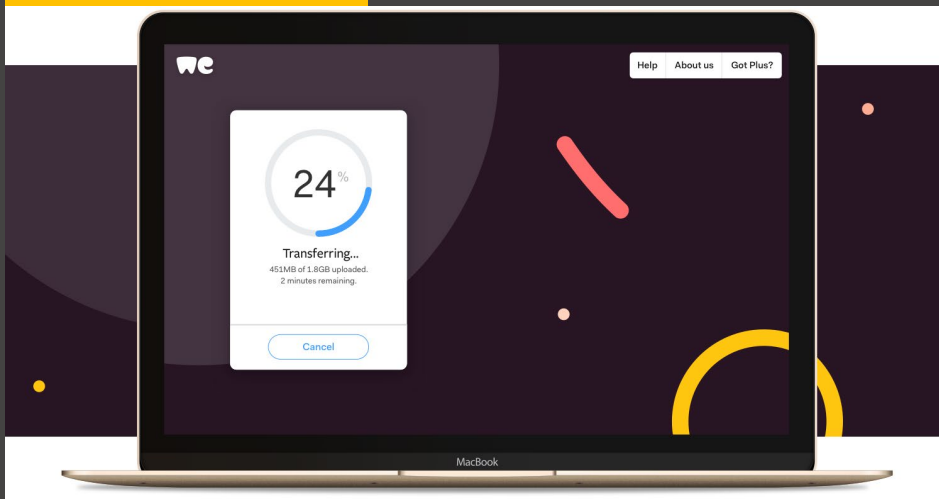 we
Help About us Got Plus?
24%
Transferring...
451MB of 1.8GB uploaded.
2 minutes remaining.
Cancel
MacBook